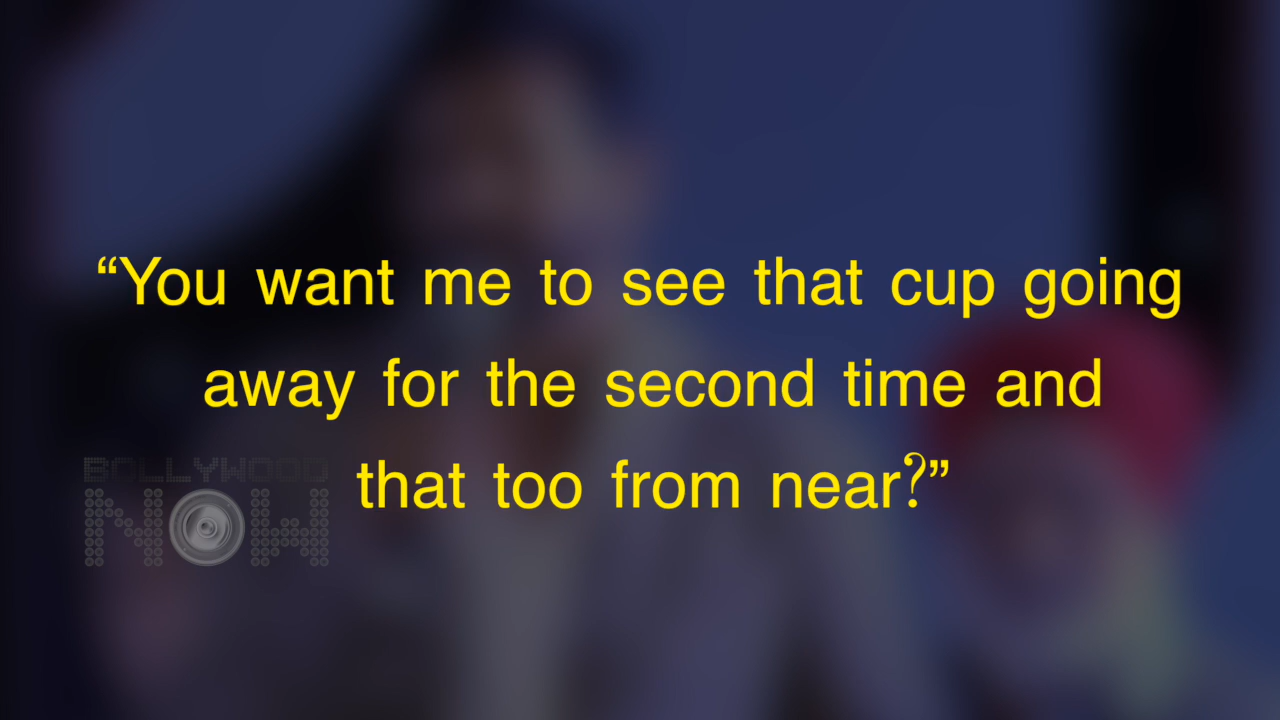 “You want me to see that cup going
away for the second time and
that too from near?”
BOLLYWOOD
NOW